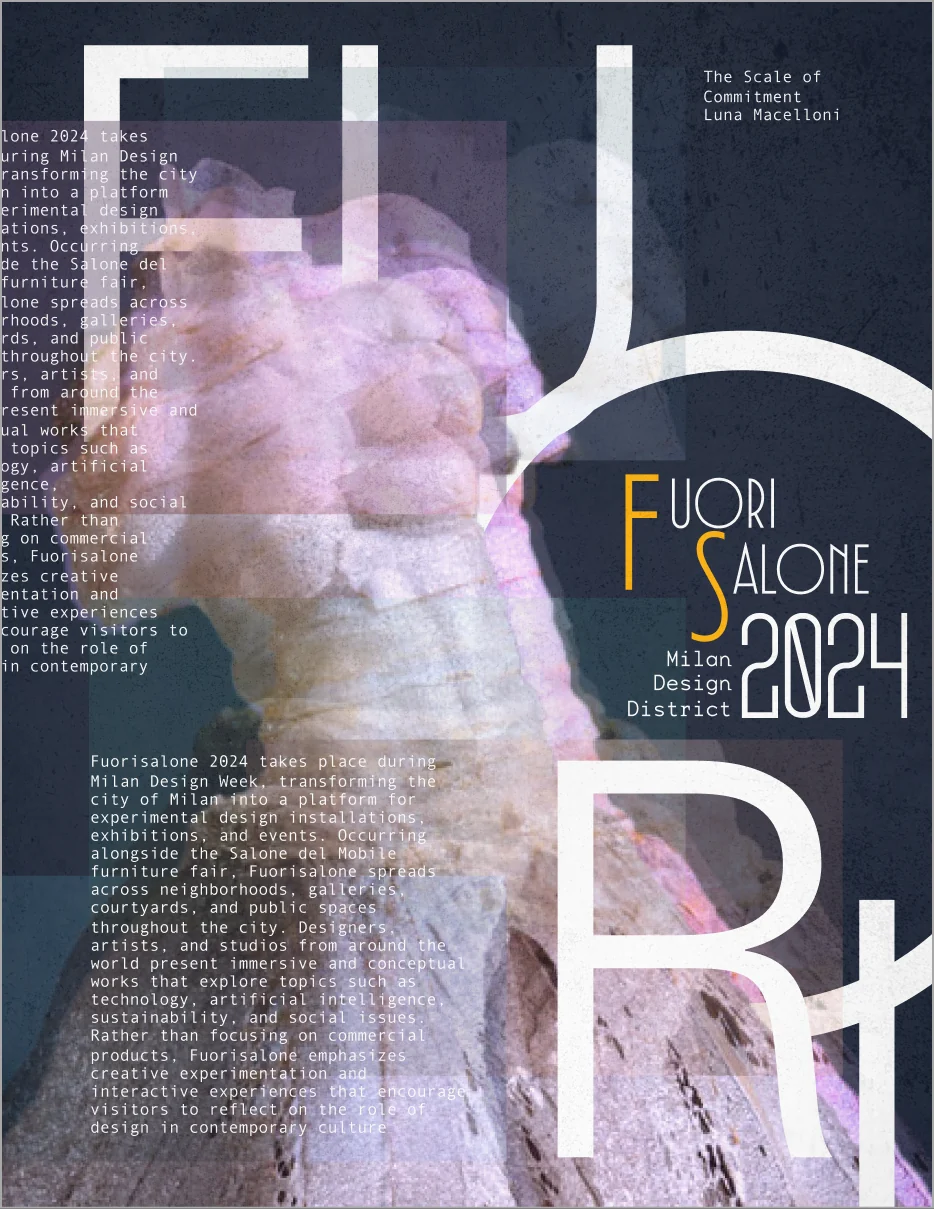 FUORI
The Scale of
Commitment
Luna Macelloni
lone 2024 takes
uring Milan Design
ransforming the city
n into a platform
erimental design
ations, exhibitions,
nts. Occurring
de the Salone del
furniture fair,
lone spreads across
rhoods, galleries,
rds, and public
throughout the city.
rs, artists, and
from around the
resent immersive and
ual works that
topics such as
ogy, artificial
gence,
ability, and social
Rather than
g on commercial
s, Fuorisalone
zes creative
entation and
tive experiences
courage visitors to
on the role of
in contemporary
FUORI
SALONE
2024
Milan
Design
District
Fuorisalone 2024 takes place during
Milan Design Week, transforming the
city of Milan into a platform for
experimental design installations,
exhibitions, and events. Occurring
alongside the Salone del Mobile
furniture fair, Fuorisalone spreads
across neighborhoods, galleries,
courtyards, and public spaces
throughout the city. Designers,
artists, and studios from around the
world present immersive and conceptual
works that explore topics such as
technology, artificial intelligence,
sustainability, and social issues.
Rather than focusing on commercial
products, Fuorisalone emphasizes
creative experimentation and
interactive experiences that encourage
visitors to reflect on the role of
design in contemporary culture